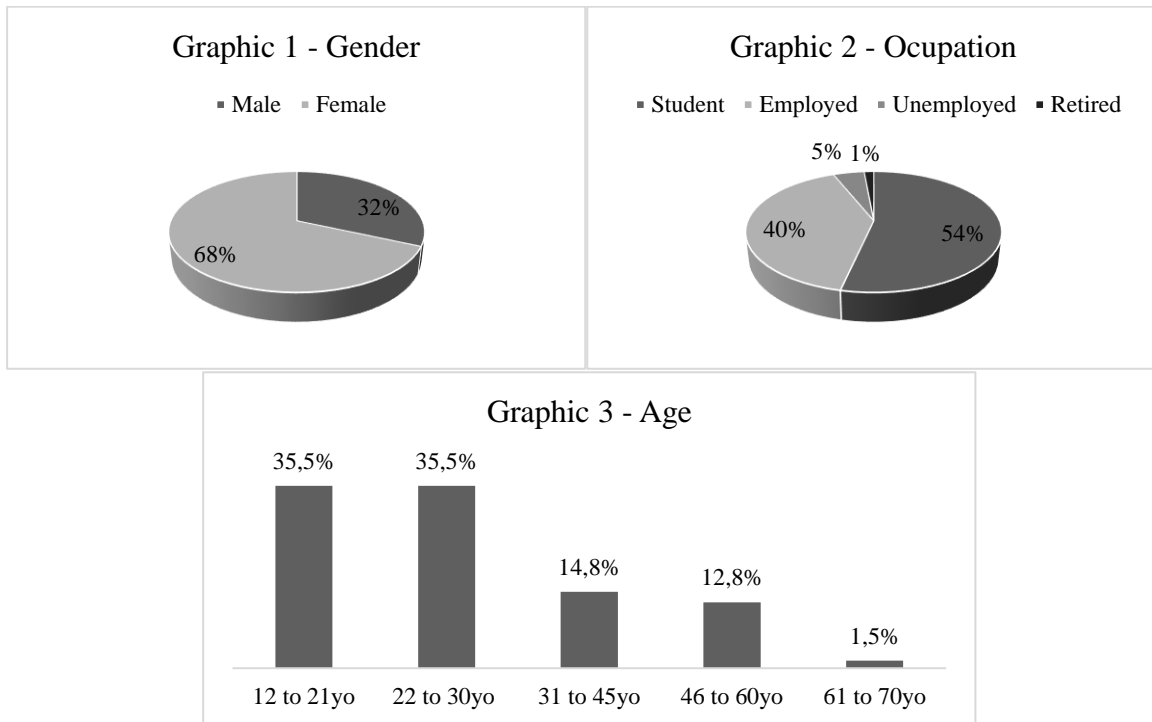 Graphic 1 - Gender
Male Female
32%
68%
Graphic 2 - Ocupation
Student Employed Unemployed Retired
5% 1%
40% 54%
Graphic 3 - Age
35,5% 35,5%
14,8%
12,8%
1,5%
12 to 21yo 22 to 30yo 31 to 45yo 46 to 60yo 61 to 70yo